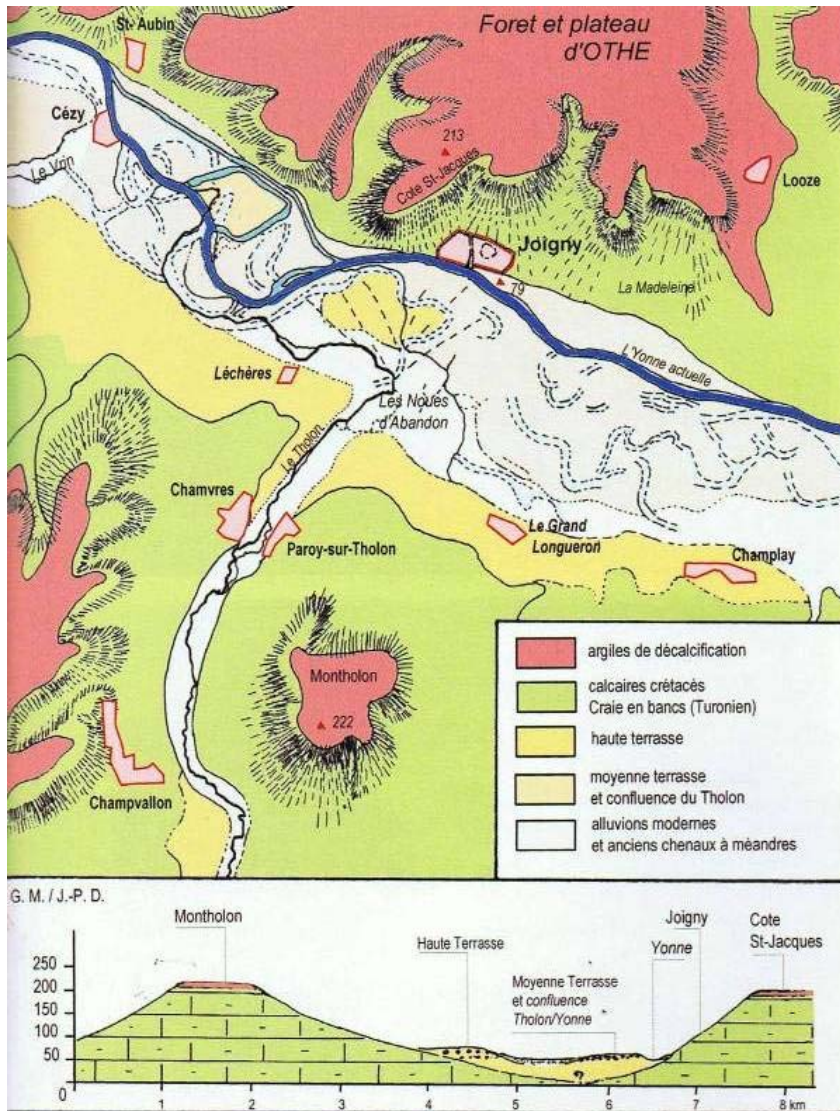 St- Aubin
Foret et plateau
d'OTHE
Cézy
213
Le Vrin
Cote St-Jacques
Looze
Joigny
79
La Madeleine
L'Yonne actuelle
Léchères
Les Noues
d'Abandon
Le Tholon
Chamvres
Paroy-sur-Tholon
Le Grand
Longueron
Champlay
Montholon
222
Champvallon
argiles de décalcification
calcaires crétacès
Craie en bancs (Turonien)
haute terrasse
moyenne terrasse
et confluence du Tholon
alluvions modernes
et anciens chenaux à méandres
G. M. / J.-P. D.
Montholon
Haute Terrasse
Moyenne Terrasse
et confluence
Tholon/Yonne
Joigny
Yonne
Cote
St-Jacques
250
200
150
100
50
0
?
1 2 3 4 5 6 7 8 km